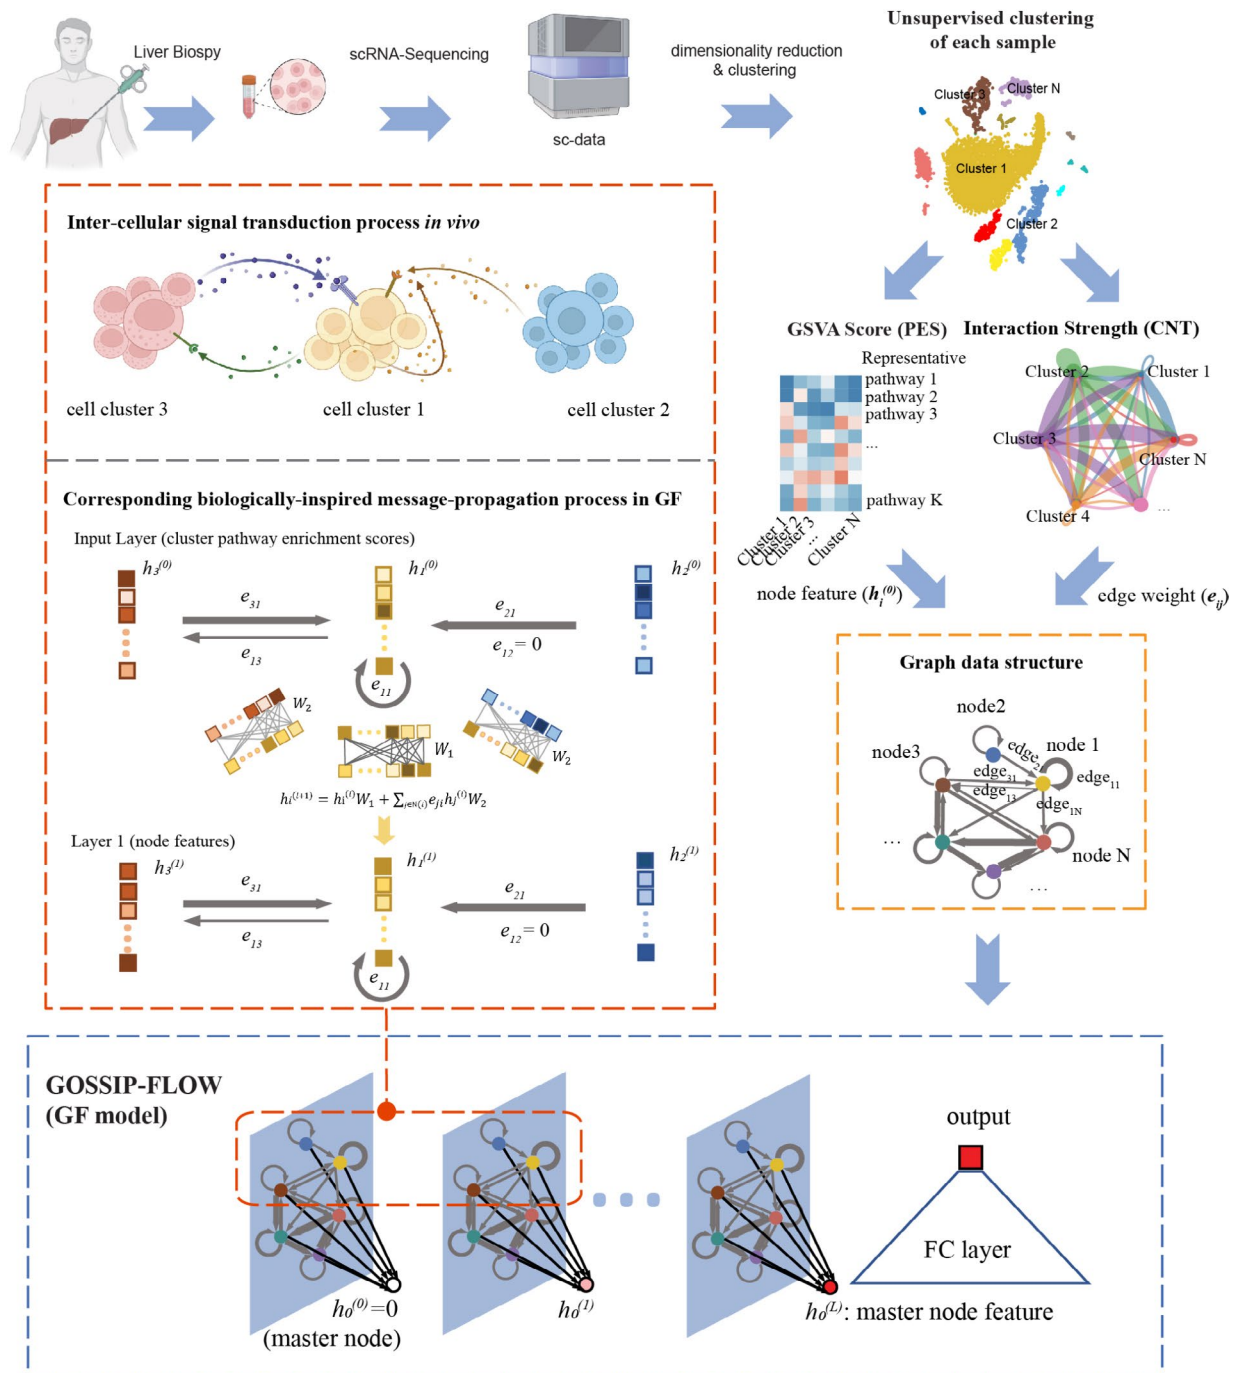 Liver Biospy
scRNA-Sequencing
sc-data
dimensionality reduction
& clustering
Unsupervised clustering
of each sample
Cluster 3
Cluster N
Cluster 1
Cluster 2
Inter-cellular signal transduction process in vivo
cell cluster 3
cell cluster 1
cell cluster 2
GSVA Score (PES)
Representative
pathway 1
pathway 2
pathway 3
...
pathway K
Cluster 1
Cluster 2
Cluster 3
...
Cluster N
Interaction Strength (CNT)
Cluster 2
Cluster 1
Cluster 3
Cluster N
Cluster 4
...
node feature (hᵢ⁽⁰⁾)
edge weight (eᵢⱼ)
Corresponding biologically-inspired message-propagation process in GF
Input Layer (cluster pathway enrichment scores)
h₃⁽⁰⁾
h₁⁽⁰⁾
h₂⁽⁰⁾
e₃₁
e₁₃
e₂₁
e₁₂= 0
e₁₁
W₂
W₁
W₂
hᵢ⁽ˡ⁺¹⁾ = hᵢ⁽ˡ⁾W₁ + ∑ⱼ∈N(ᵢ) eⱼᵢhⱼ⁽ˡ⁾W₂
Layer 1 (node features)
h₃⁽¹⁾
h₁⁽¹⁾
h₂⁽¹⁾
e₃₁
e₁₃
e₂₁
e₁₂= 0
e₁₁
Graph data structure
node2
node3
node 1
edge₂
edge₃₁
edge₁₃
edge₁₁
edge₁N
node N
...
...
GOSSIP-FLOW
(GF model)
h₀⁽⁰⁾=0
(master node)
h₀⁽¹⁾
h₀⁽ᴸ⁾: master node feature
output
FC layer